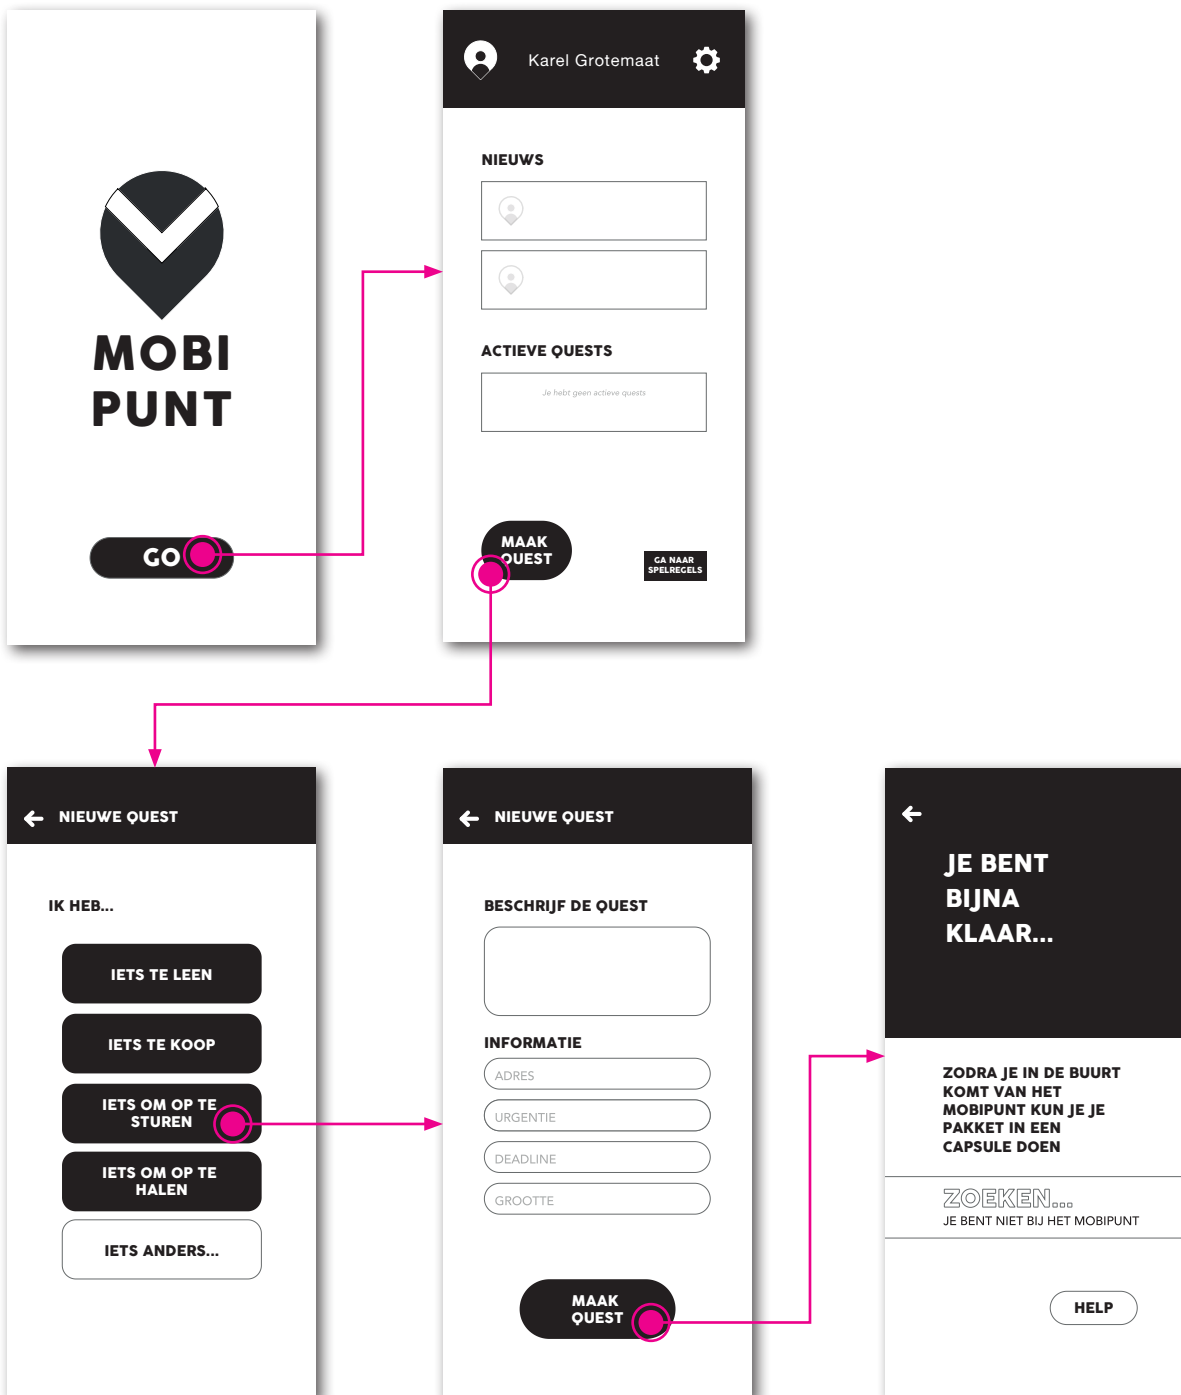 MOBI
PUNT
GO
Karel Grotemaat
NIEUWS
ACTIEVE QUESTS
Je hebt geen actieve quests
MAAK
QUEST
GA NAAR
SPELREGELS
NIEUWE QUEST
IK HEB...
IETS TE LEEN
IETS TE KOOP
IETS OM OP TE
STUREN
IETS OM OP TE
HALEN
IETS ANDERS...
NIEUWE QUEST
BESCHRIJF DE QUEST
INFORMATIE
ADRES
URGENTIE
DEADLINE
GROOTTE
MAAK
QUEST
JE BENT
BIJNA
KLAAR...
ZODRA JE IN DE BUURT
KOMT VAN HET
MOBIPUNT KUN JE JE
PAKKET IN EEN
CAPSULE DOEN
ZOEKEN...
JE BENT NIET BIJ HET MOBIPUNT
HELP